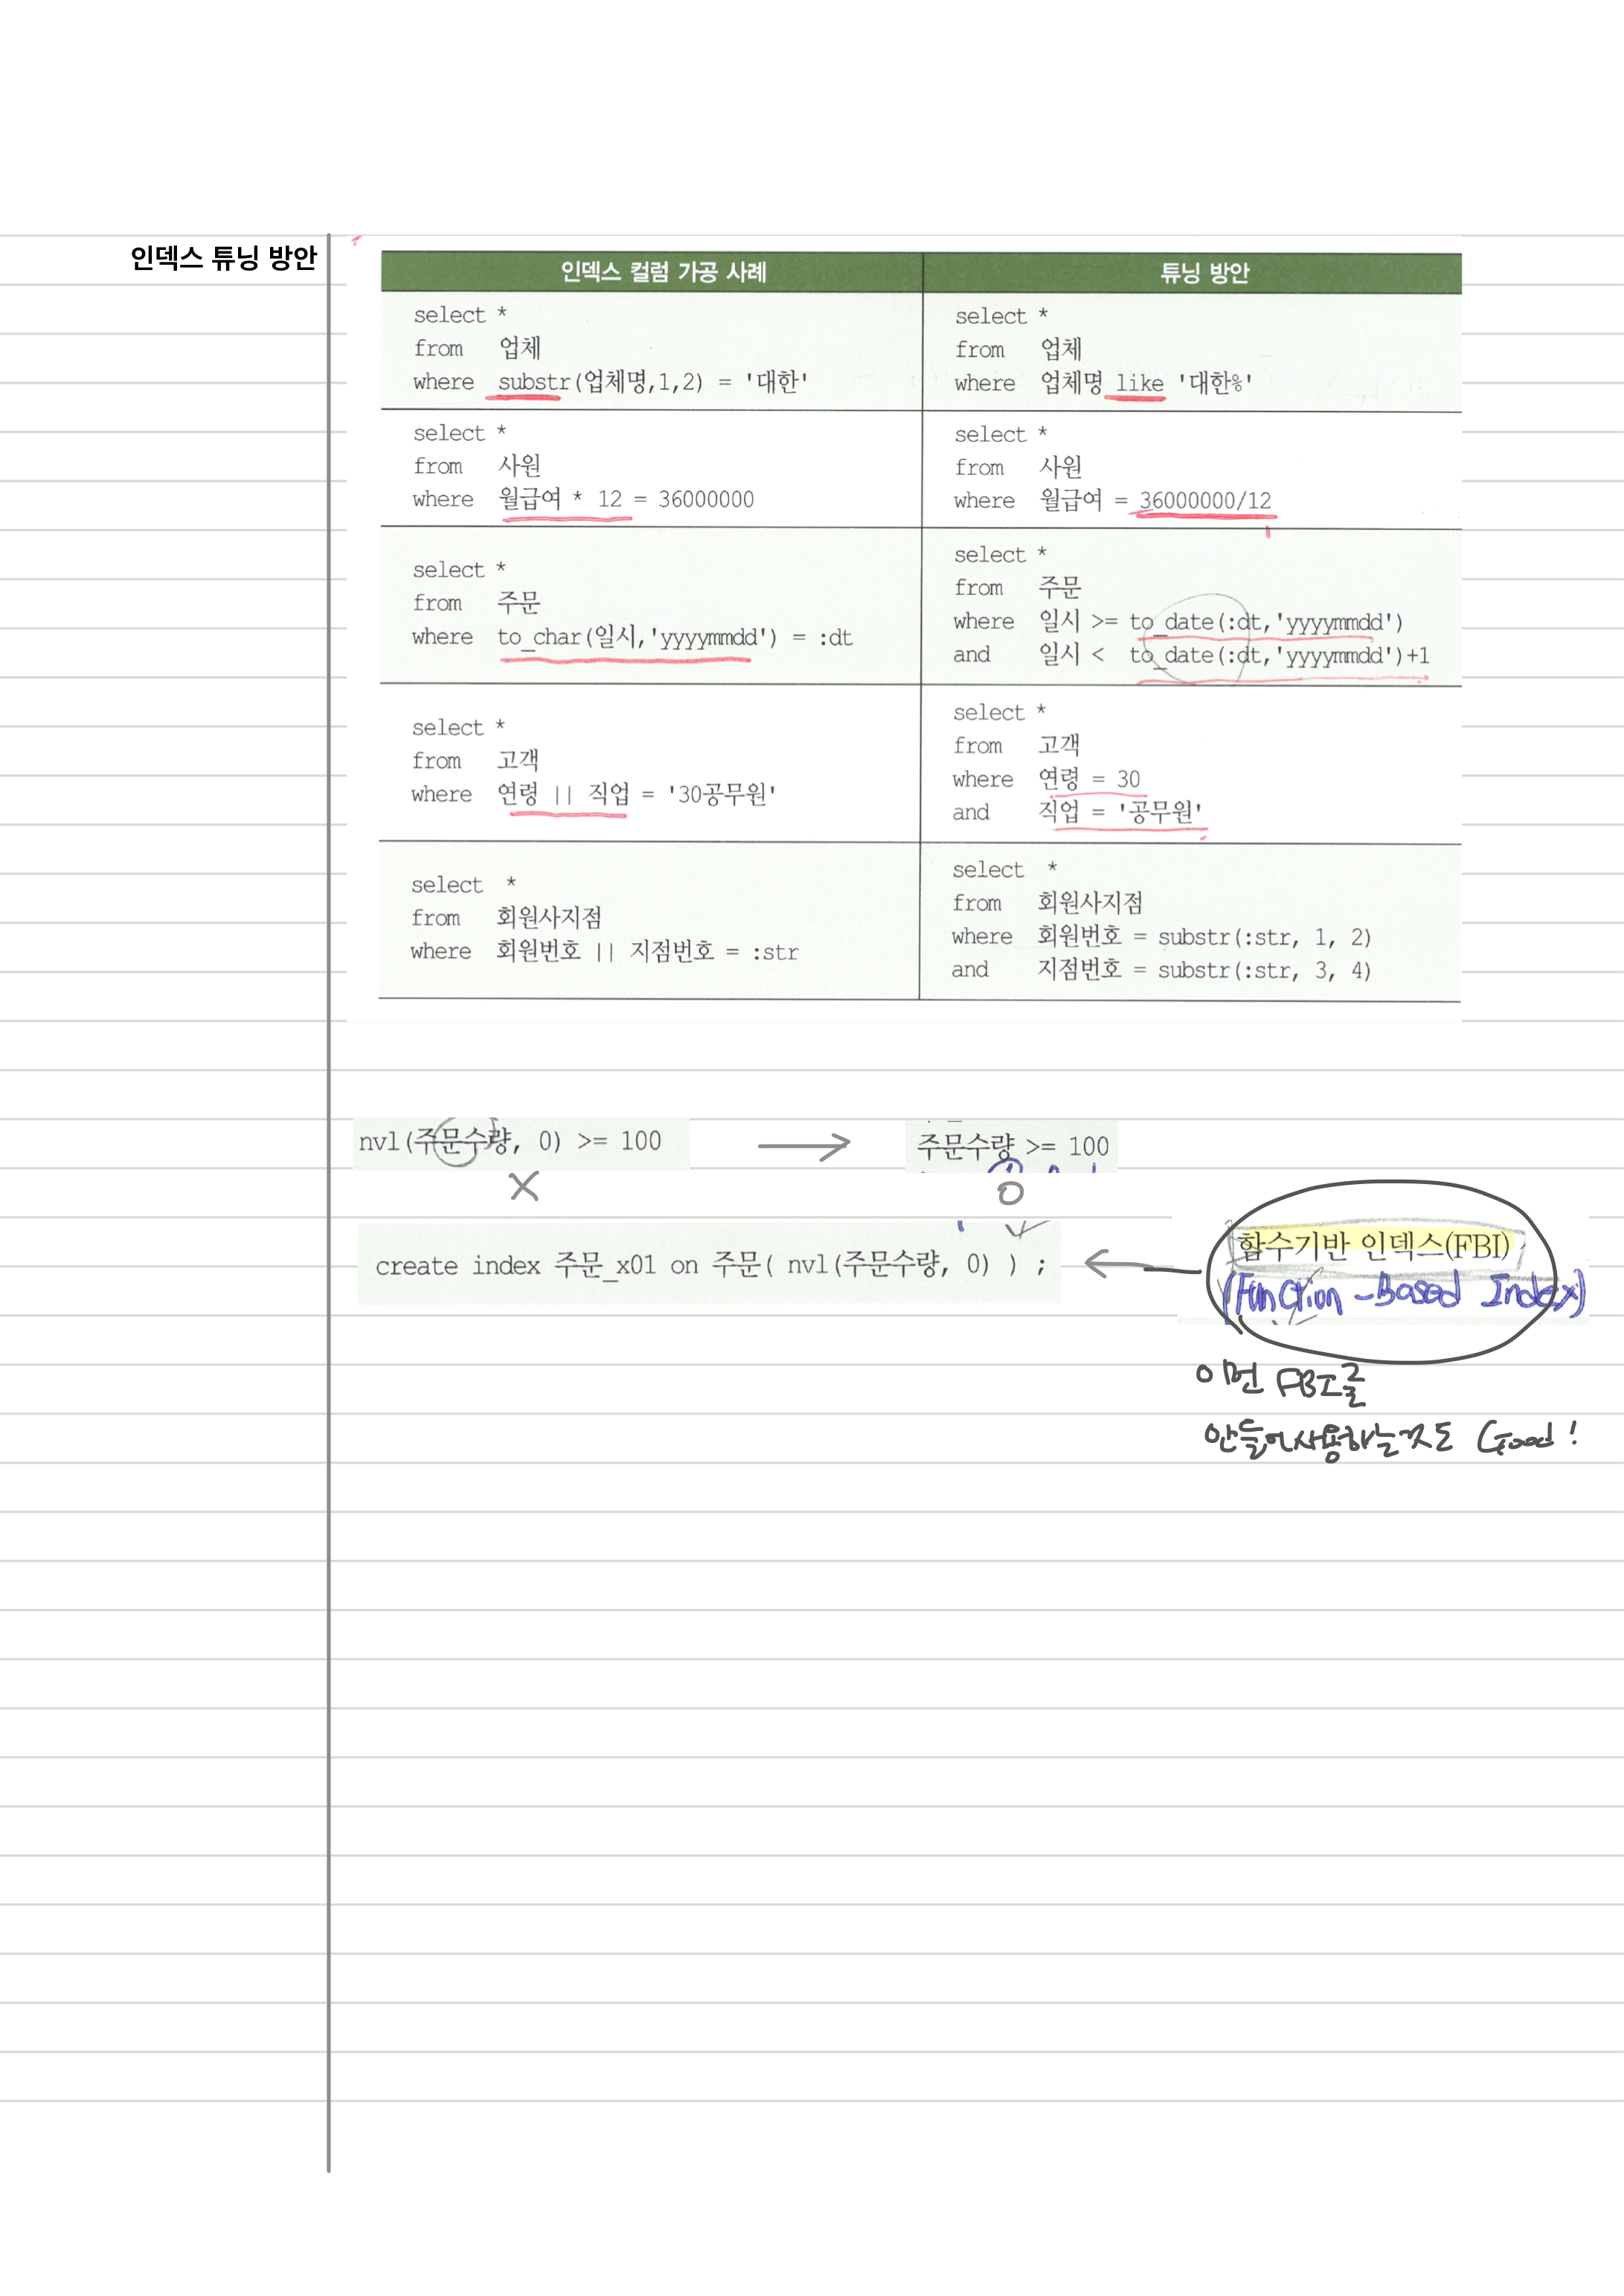 인덱스 튜닝 방안
인덱스 컬럼 가공 사례
튜닝 방안
select *
from 업체
where substr(업체명,1,2) = '대한'
select *
from 업체
where 업체명 like '대한%'
select *
from 사원
where 월급여 * 12 = 36000000
select *
from 사원
where 월급여 = 36000000/12
select *
from 주문
where to_char(일시,'yyyymmdd') = :dt
select *
from 주문
where 일시 >= to_date(:dt,'yyyymmdd')
and 일시 < to_date(:dt,'yyyymmdd')+1
select *
from 고객
where 연령 || 직업 = '30공무원'
select *
from 고객
where 연령 = 30
and 직업 = '공무원'
select *
from 회원사지점
where 회원번호 || 지점번호 = :str
select *
from 회원사지점
where 회원번호 = substr(:str, 1, 2)
and 지점번호 = substr(:str, 3, 4)
nvl(주문수량, 0) >= 100
주문수량 >= 100
X
O
create index 주문_x01 on 주문( nvl(주문수량, 0) ) ;
함수기반 인덱스(FBI)
(Function-Based Index)
이런 FBI를
만들어사용하는것도 Good!